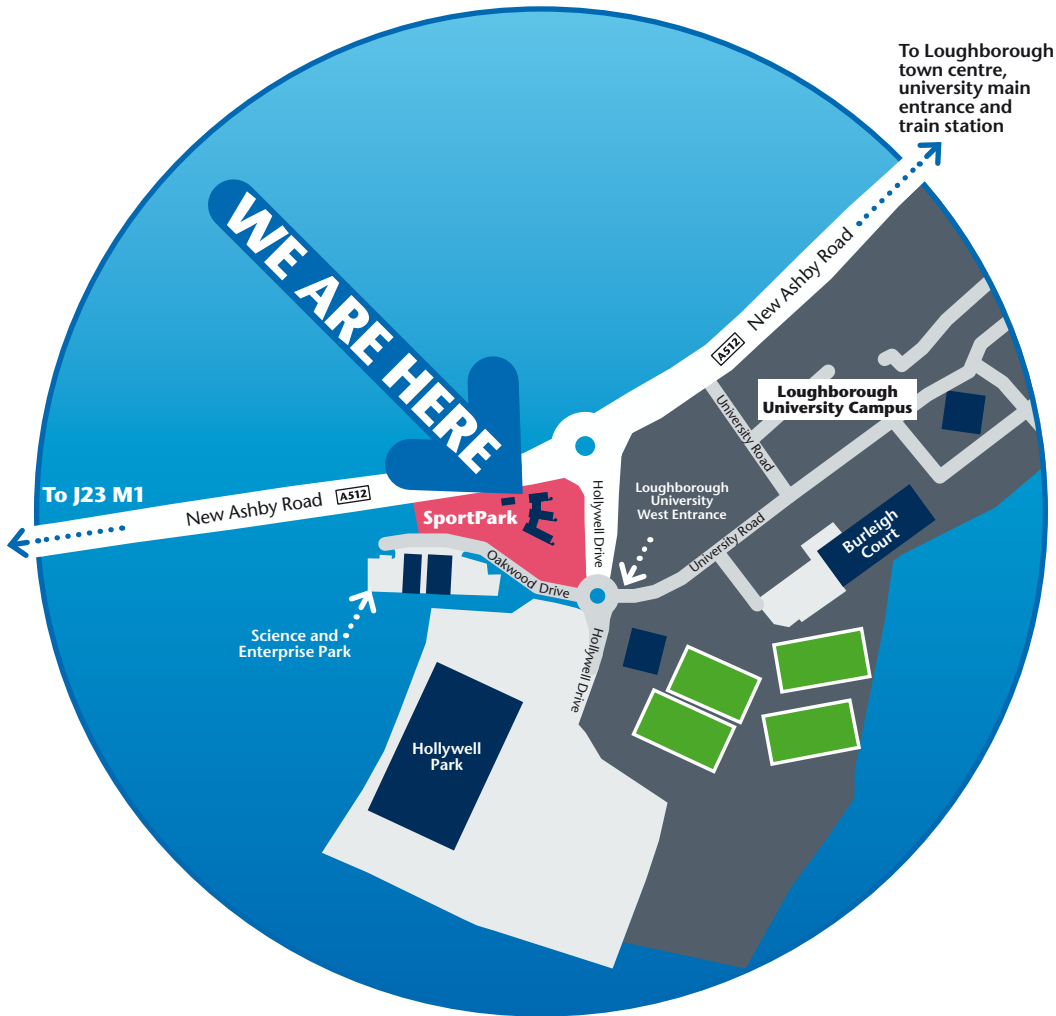 To Loughborough
town centre,
university main
entrance and
train station
WE ARE HERE
New Ashby Road
A512
Loughborough
University Campus
University Road
To J23 M1
New Ashby Road
A512
SportPark
Hollywell Drive
Loughborough
University
West Entrance
University Road
Burleigh
Court
Oakwood Drive
Science and
Enterprise Park
Hollywell Drive
Hollywell
Park